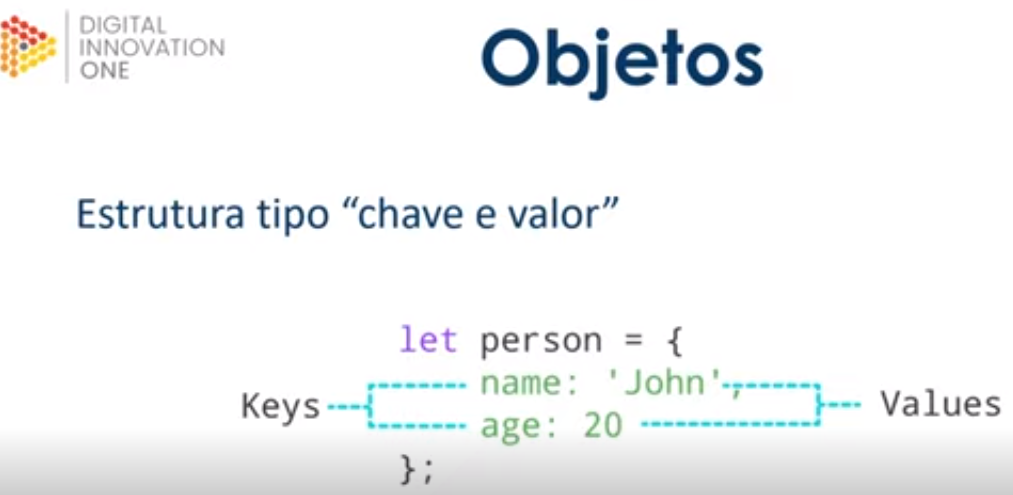 DIGITAL
INNOVATION
ONE
Objetos
Estrutura tipo “chave e valor”
let person = {
name: 'John',
Keys
Values
age: 20
};